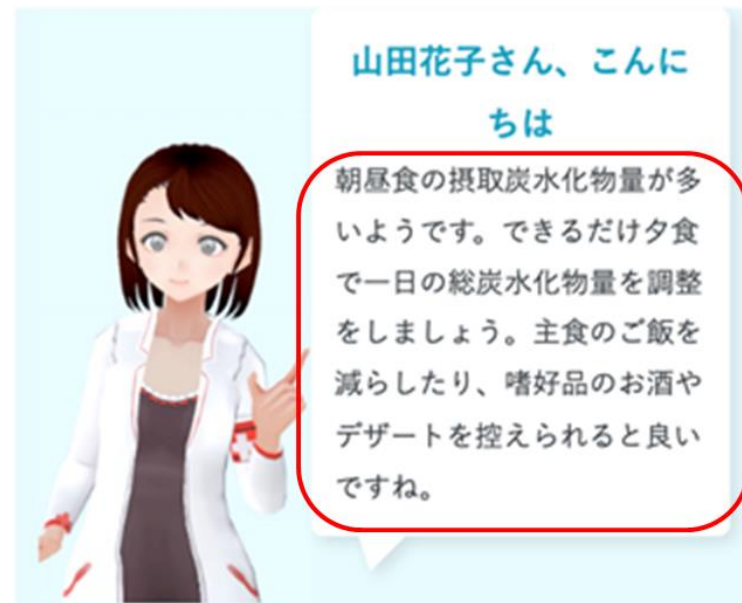 山田花子さん、こんに
ちは
朝昼食の摂取炭水化物量が多
いようです。できるだけ夕食
で一日の総炭水化物量を調整
をしましょう。主食のご飯を
減らしたり、嗜好品のお酒や
デザートを控えられると良い
ですね。